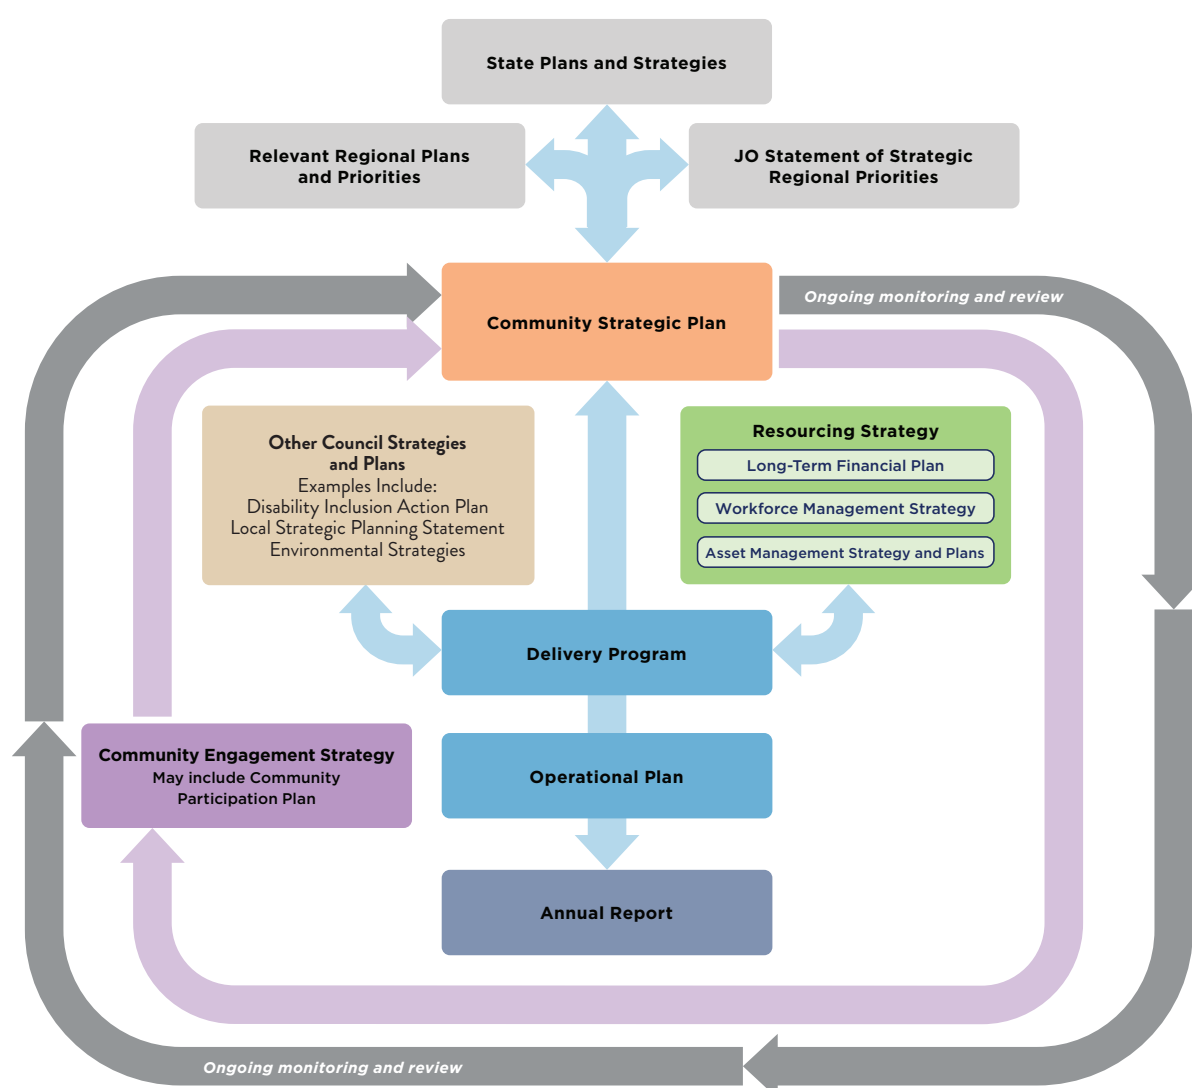 State Plans and Strategies
Relevant Regional Plans
and Priorities
JO Statement of Strategic
Regional Priorities
Ongoing monitoring and review
Community Strategic Plan
Other Council Strategies
and Plans
Examples Include:
Disability Inclusion Action Plan
Local Strategic Planning Statement
Environmental Strategies
Resourcing Strategy
Long-Term Financial Plan
Workforce Management Strategy
Asset Management Strategy and Plans
Delivery Program
Community Engagement Strategy
May include Community
Participation Plan
Operational Plan
Annual Report
Ongoing monitoring and review